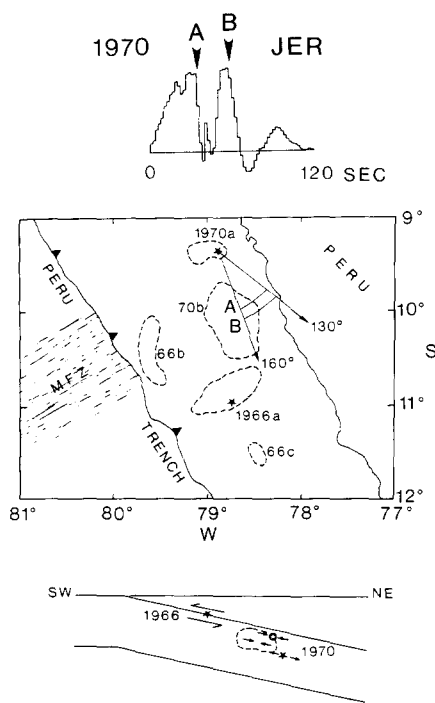 1970 A B JER
0 120 SEC
9°
1970a
PERU
PERU
70b
A
B
10°
130°
S
66b
160°
MFZ
11°
1966a
TRENCH
66c
12°
81° 80° 79° 78° 77°
W
SW NE
1966
1970